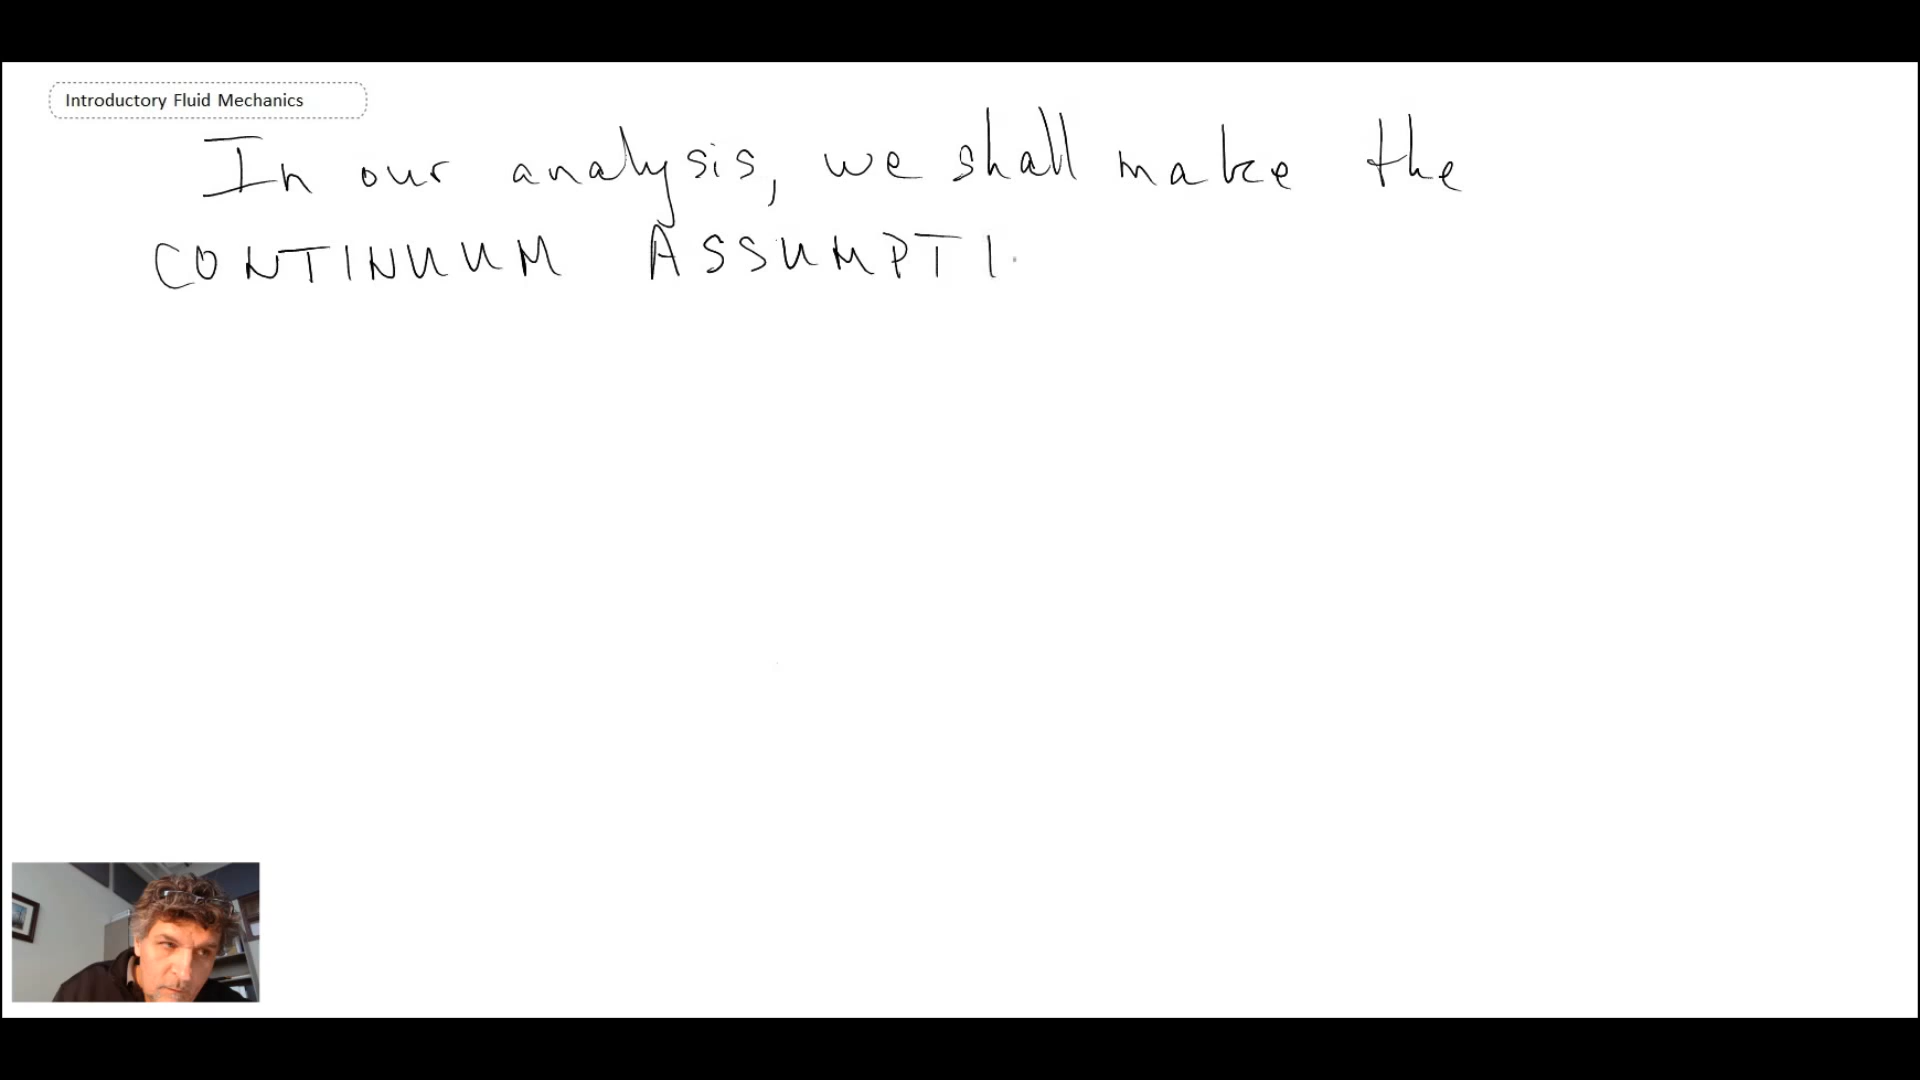 Introductory Fluid Mechanics
In our analysis, we shall make the
CONTINUUM ASSUMPTI